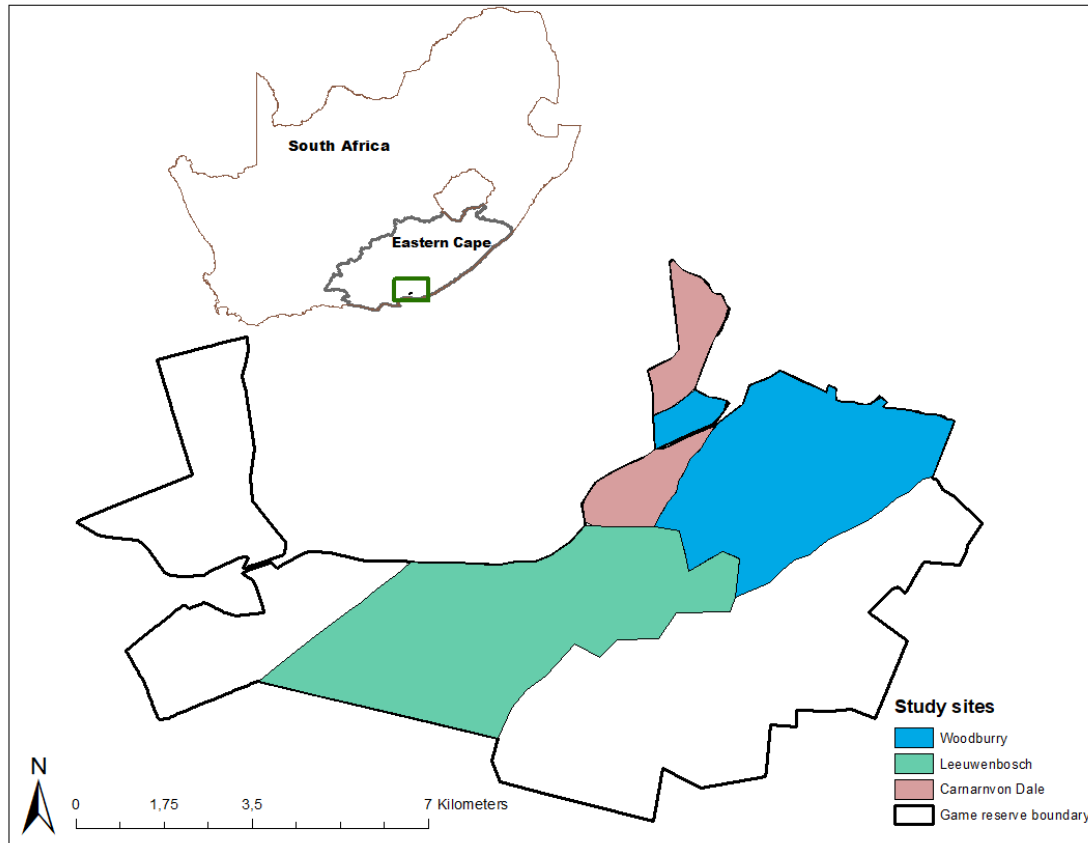 South Africa
Eastern Cape
Study sites
Woodburry
Leeuwenbosch
Carnarnvon Dale
Game reserve boundary
N
0 1,75 3,5 7 Kilometers